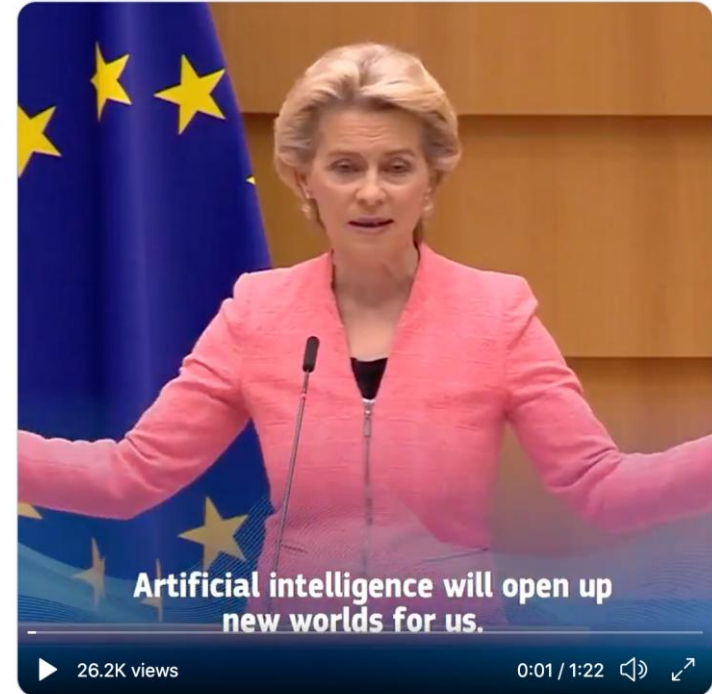 Artificial intelligence will open up
new worlds for us.
26.2K views 0:01 / 1:22